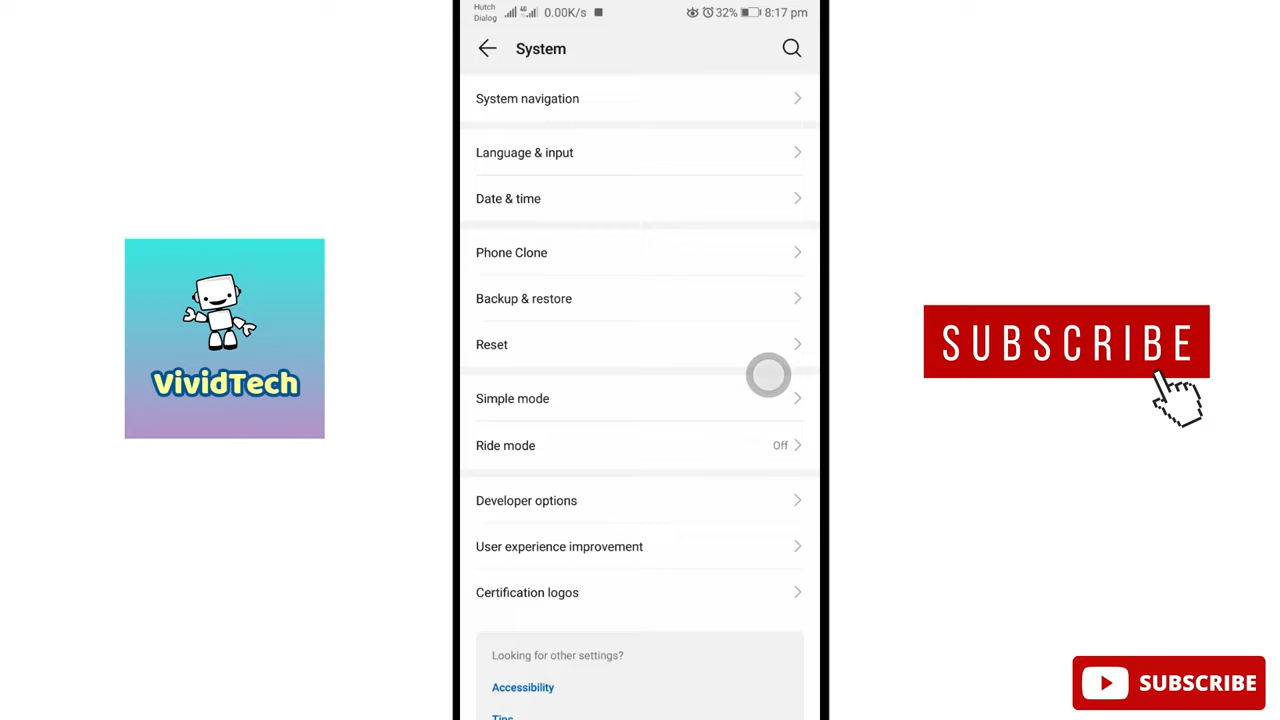 Hutch
Dialog
4G
0.00K/s
32%
8:17 pm
System
System navigation
Language & input
Date & time
Phone Clone
Backup & restore
Reset
Simple mode
Ride mode
Off
Developer options
User experience improvement
Certification logos
Looking for other settings?
Accessibility
Tips
VividTech
SUBSCRIBE
SUBSCRIBE